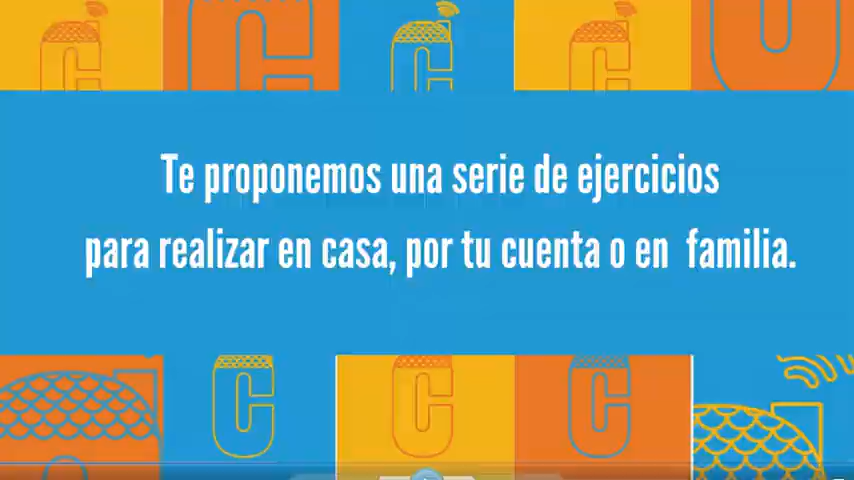 Te proponemos una serie de ejercicios
para realizar en casa, por tu cuenta o en familia.